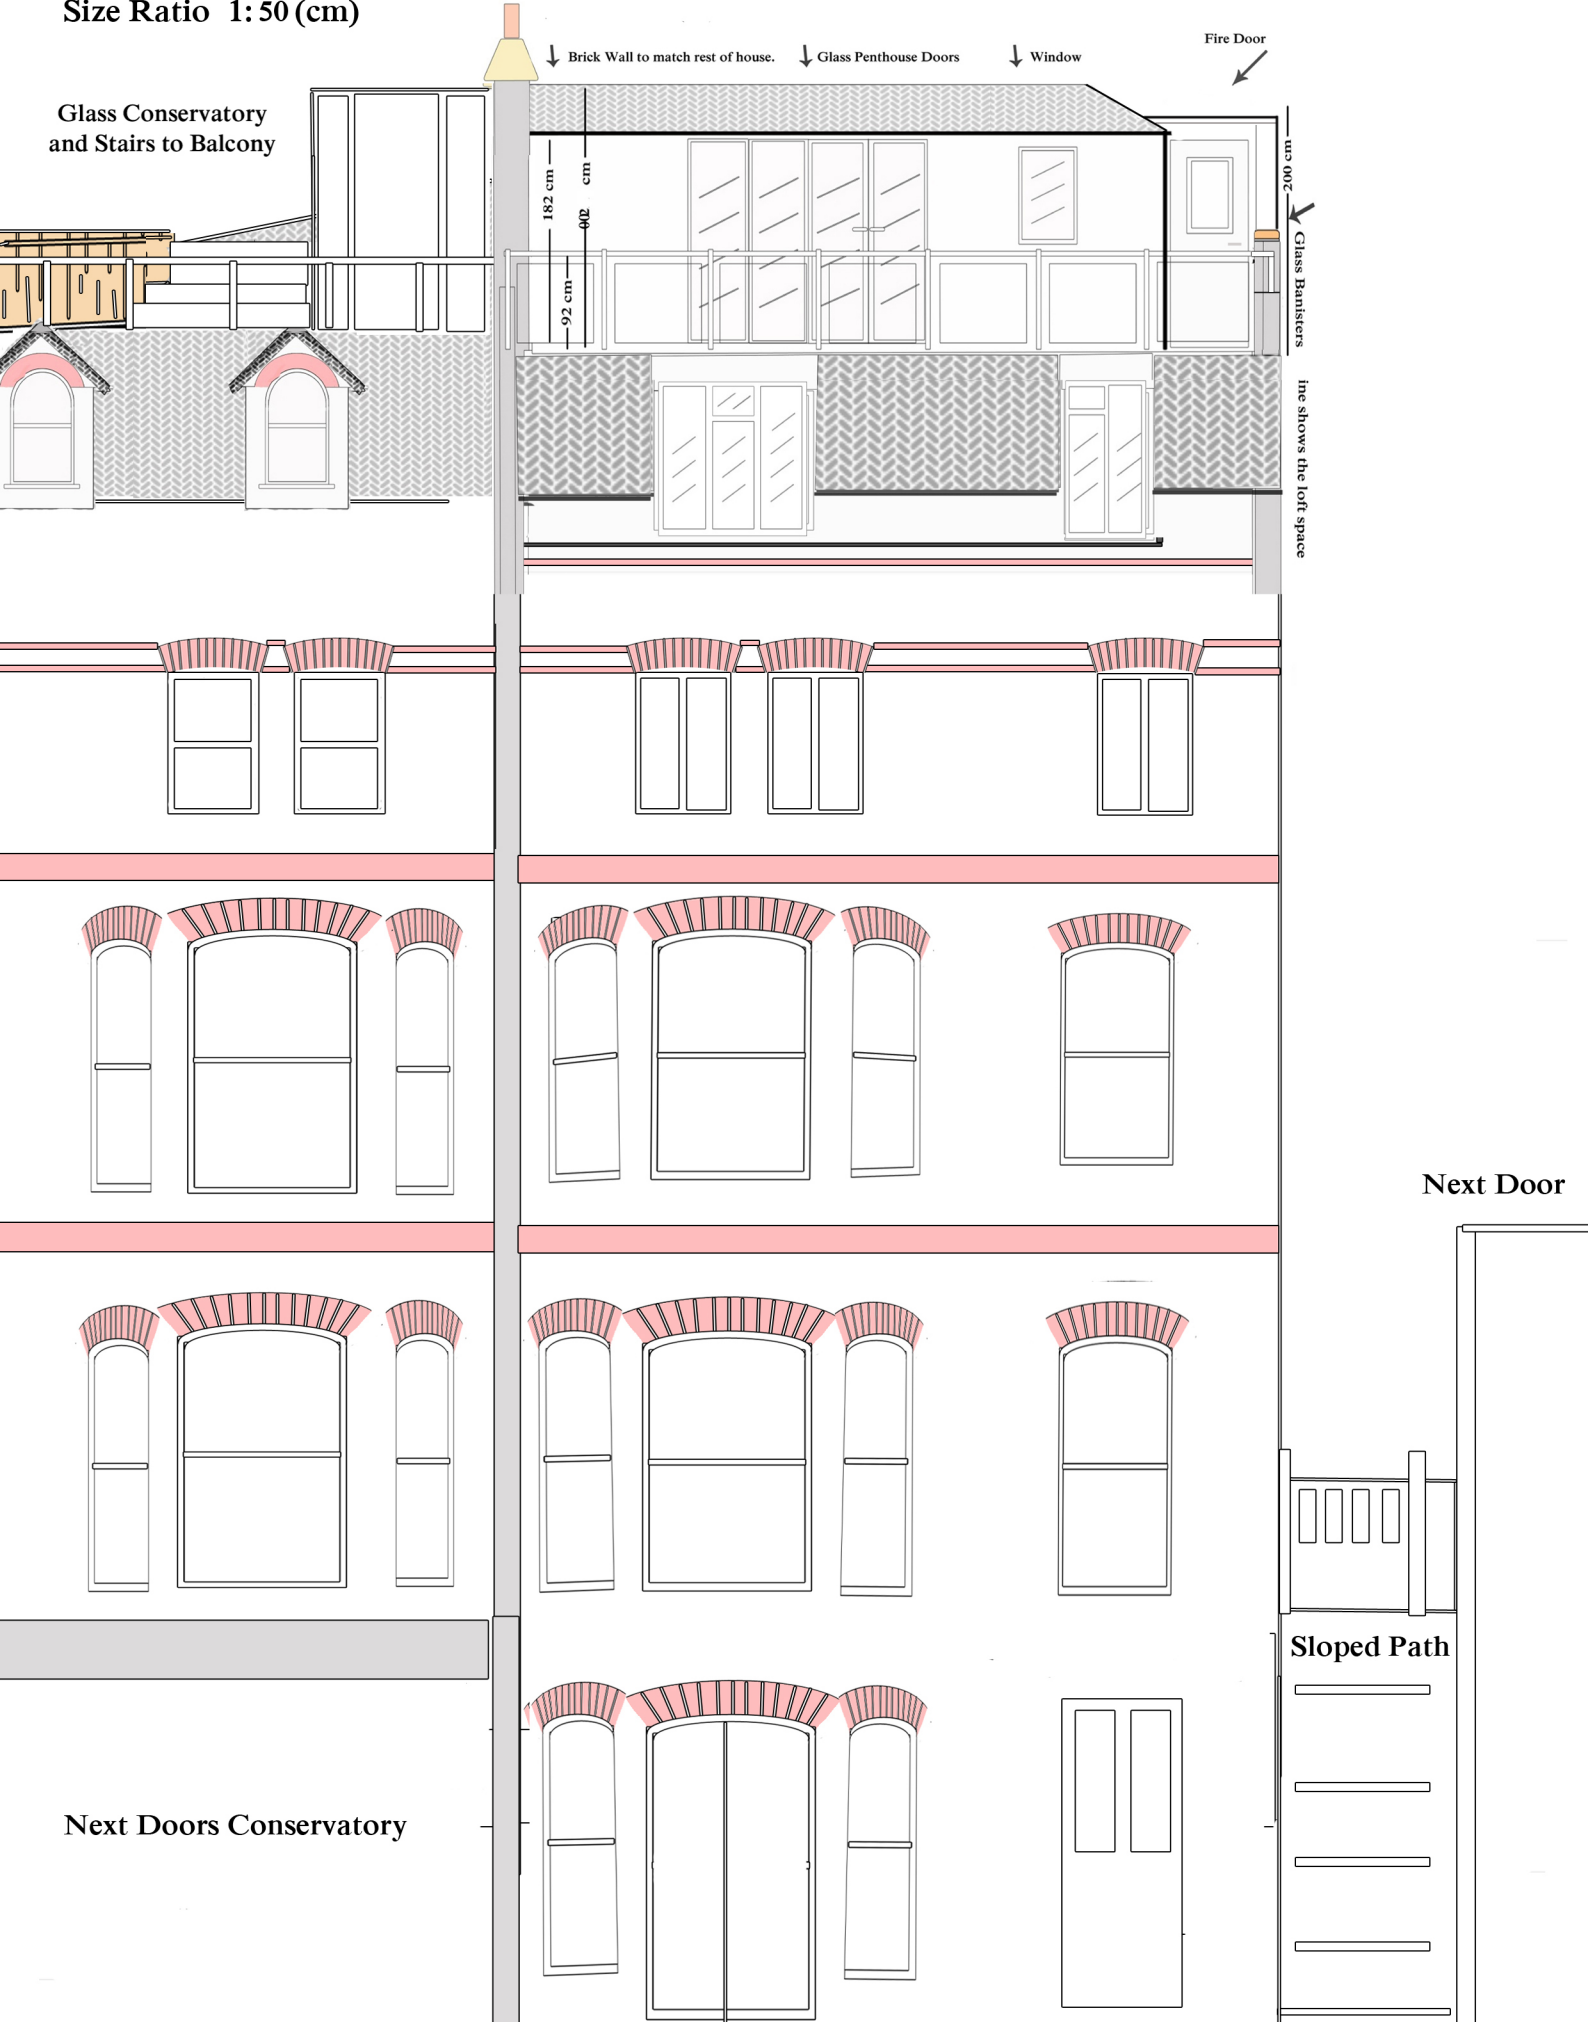 Size Ratio 1: 50 (cm)
Fire Door
Brick Wall to match rest of house.
Glass Penthouse Doors
Window
Glass Conservatory
and Stairs to Balcony
182 cm
cm
92 cm
200 cm
Glass Banisters
ine shows the loft space
Next Door
Sloped Path
Next Doors Conservatory